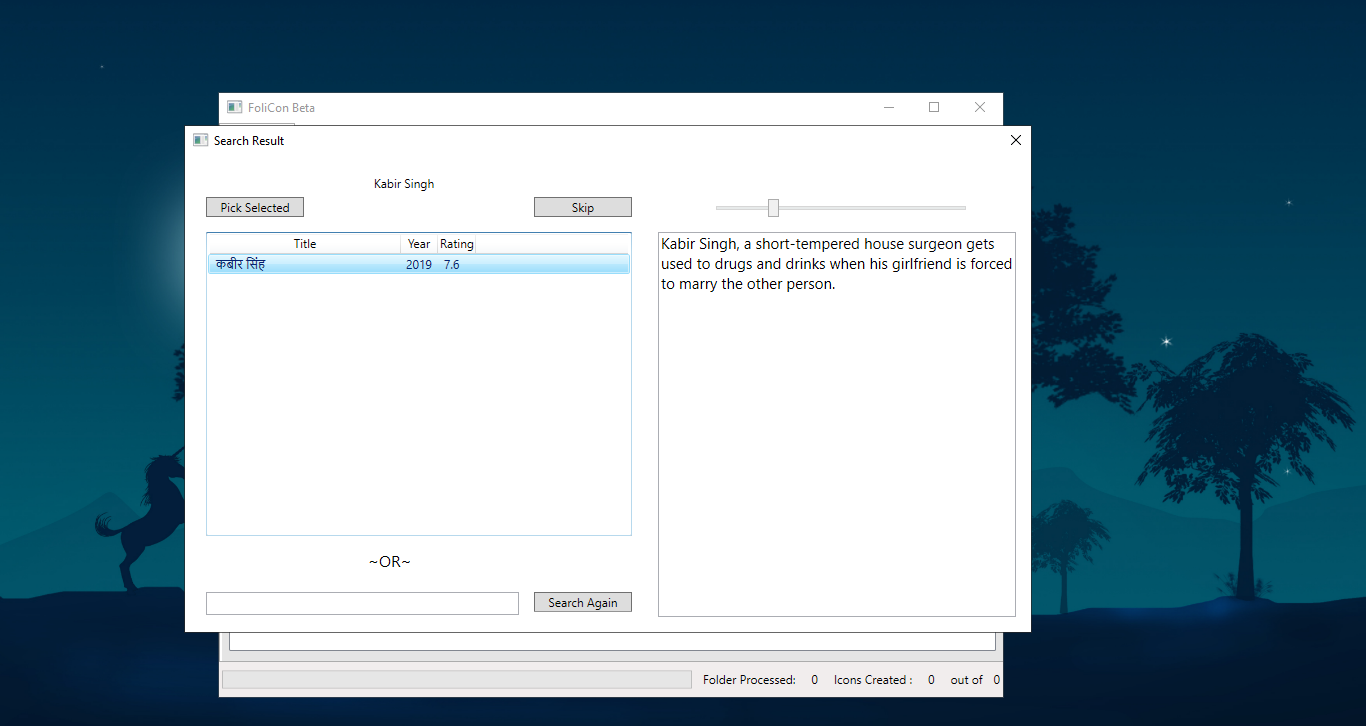 FoliCon Beta
Search Result
Kabir Singh
Pick Selected
Skip
Title Year Rating
कबीर सिंह 2019 7.6
Kabir Singh, a short-tempered house surgeon gets
used to drugs and drinks when his girlfriend is forced
to marry the other person.
~OR~
Search Again
Folder Processed: 0 Icons Created : 0 out of 0